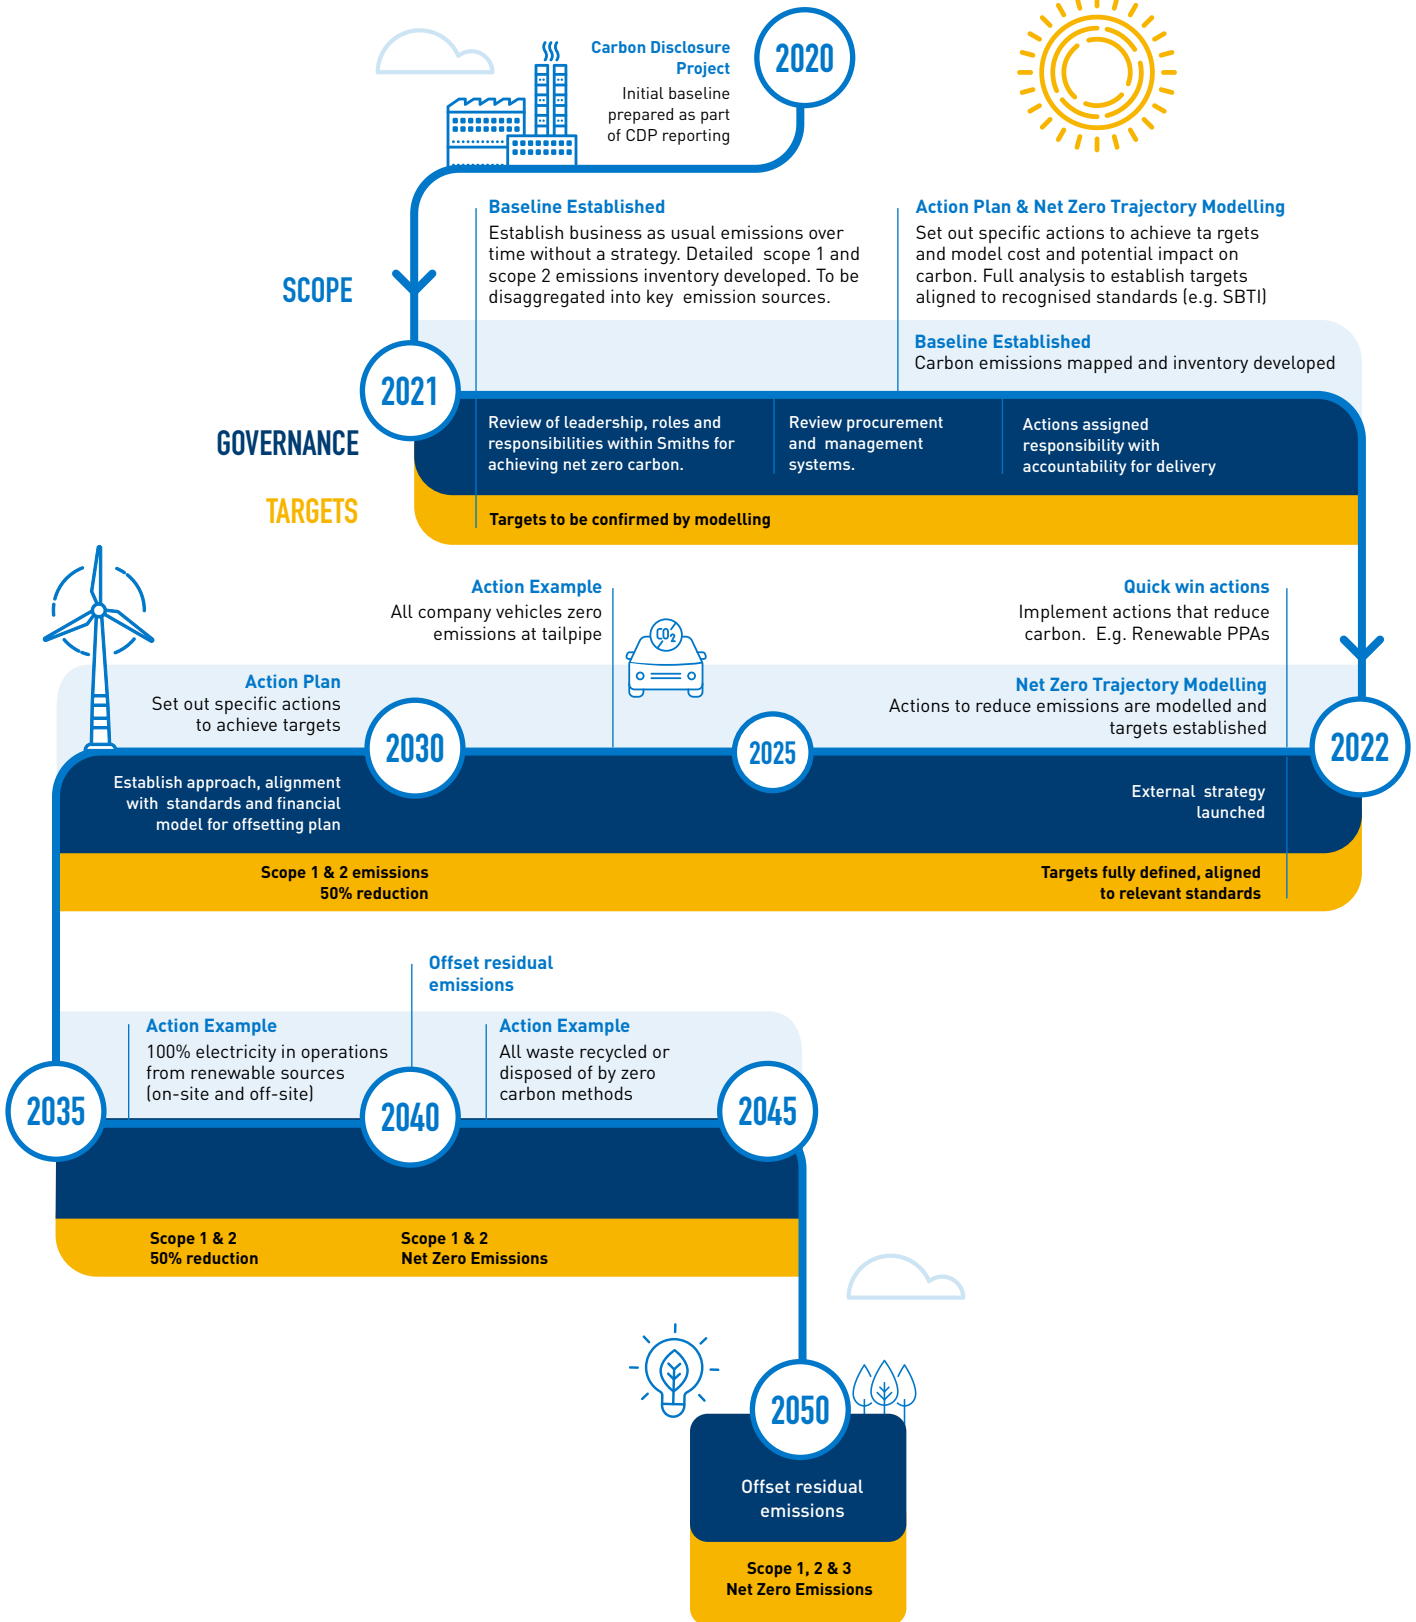 Carbon Disclosure
Project
Initial baseline
prepared as part
of CDP reporting
2020
SCOPE
Baseline Established
Establish business as usual emissions over
time without a strategy. Detailed scope 1 and
scope 2 emissions inventory developed. To be
disaggregated into key emission sources.
Action Plan & Net Zero Trajectory Modelling
Set out specific actions to achieve ta rgets
and model cost and potential impact on
carbon. Full analysis to establish targets
aligned to recognised standards (e.g. SBTI)
Baseline Established
Carbon emissions mapped and inventory developed
2021
GOVERNANCE
Review of leadership, roles and
responsibilities within Smiths for
achieving net zero carbon.
Review procurement
and management
systems.
Actions assigned
responsibility with
accountability for delivery
TARGETS
Targets to be confirmed by modelling
Action Example
All company vehicles zero
emissions at tailpipe
CO2
Quick win actions
Implement actions that reduce
carbon. E.g. Renewable PPAs
Action Plan
Set out specific actions
to achieve targets
2030
2025
Net Zero Trajectory Modelling
Actions to reduce emissions are modelled and
targets established
2022
Establish approach, alignment
with standards and financial
model for offsetting plan
External strategy
launched
Scope 1 & 2 emissions
50% reduction
Targets fully defined, aligned
to relevant standards
Offset residual
emissions
Action Example
100% electricity in operations
from renewable sources
(on-site and off-site)
Action Example
All waste recycled or
disposed of by zero
carbon methods
2035
2040
2045
Scope 1 & 2
50% reduction
Scope 1 & 2
Net Zero Emissions
2050
Offset residual
emissions
Scope 1, 2 & 3
Net Zero Emissions